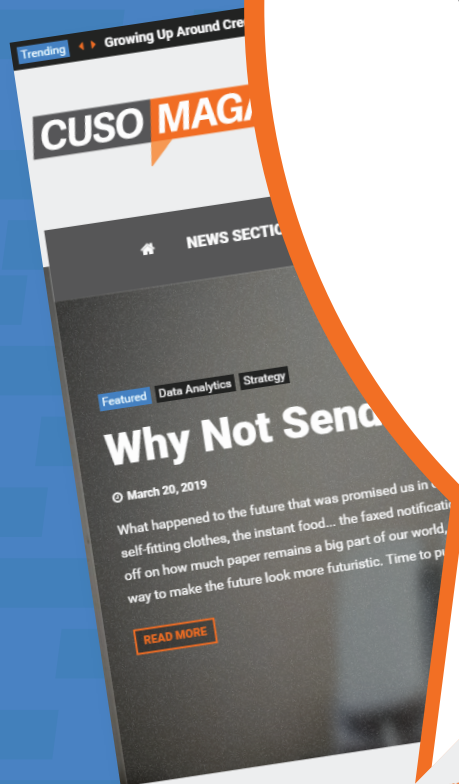 Trending Growing Up Around Cre
CUSO MAGA
NEWS SECTIO
Featured Data Analytics Strategy
Why Not Send
March 20, 2019
What happened to the future that was promised us in
self-fitting clothes, the instant food... the faxed notificatio
off on how much paper remains a big part of our world,
way to make the future look more futuristic. Time to pu
READ MORE